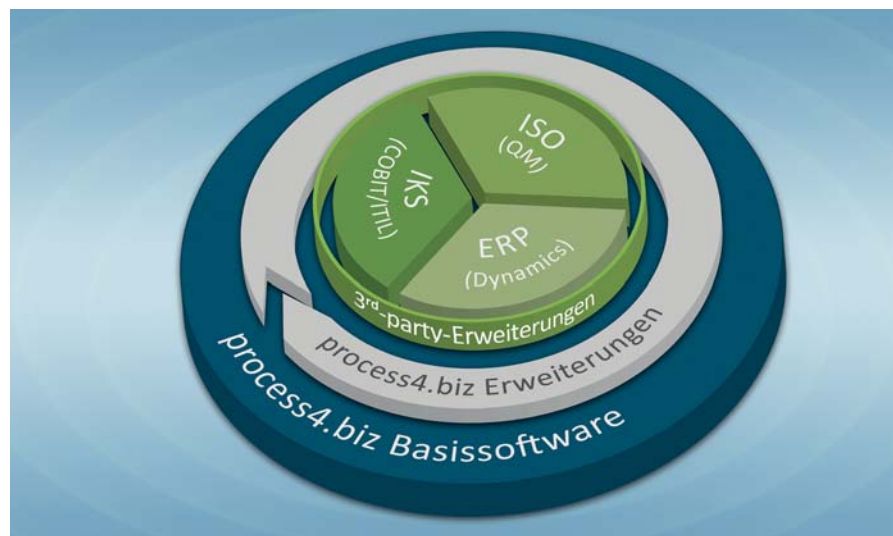 ISO
(QM)
IKS
(COBIT/ITIL)
ERP
(Dynamics)
3rd-party-Erweiterungen
process4.biz Erweiterungen
process4.biz Basissoftware